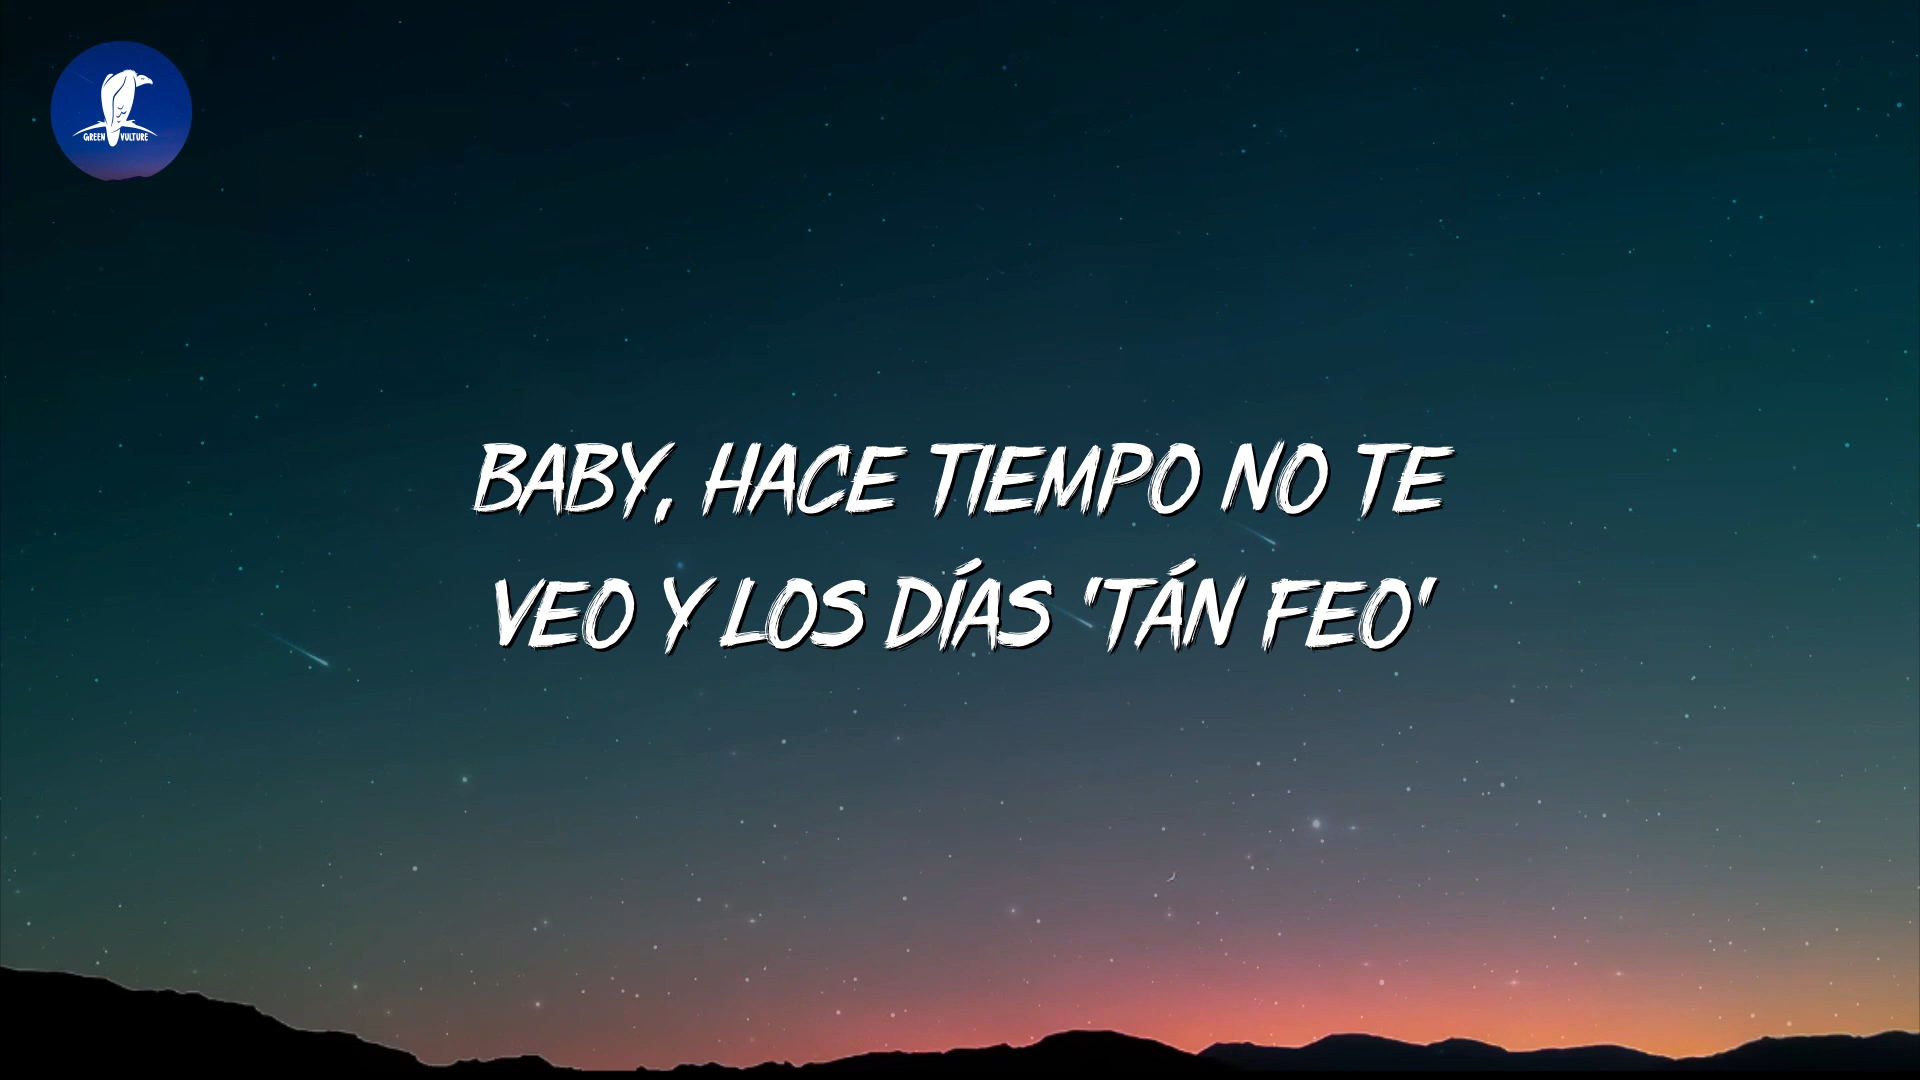 GREEN VULTURE
BABY, HACE TIEMPO NO TE
VEO Y LOS DÍAS 'TÁN FEO'